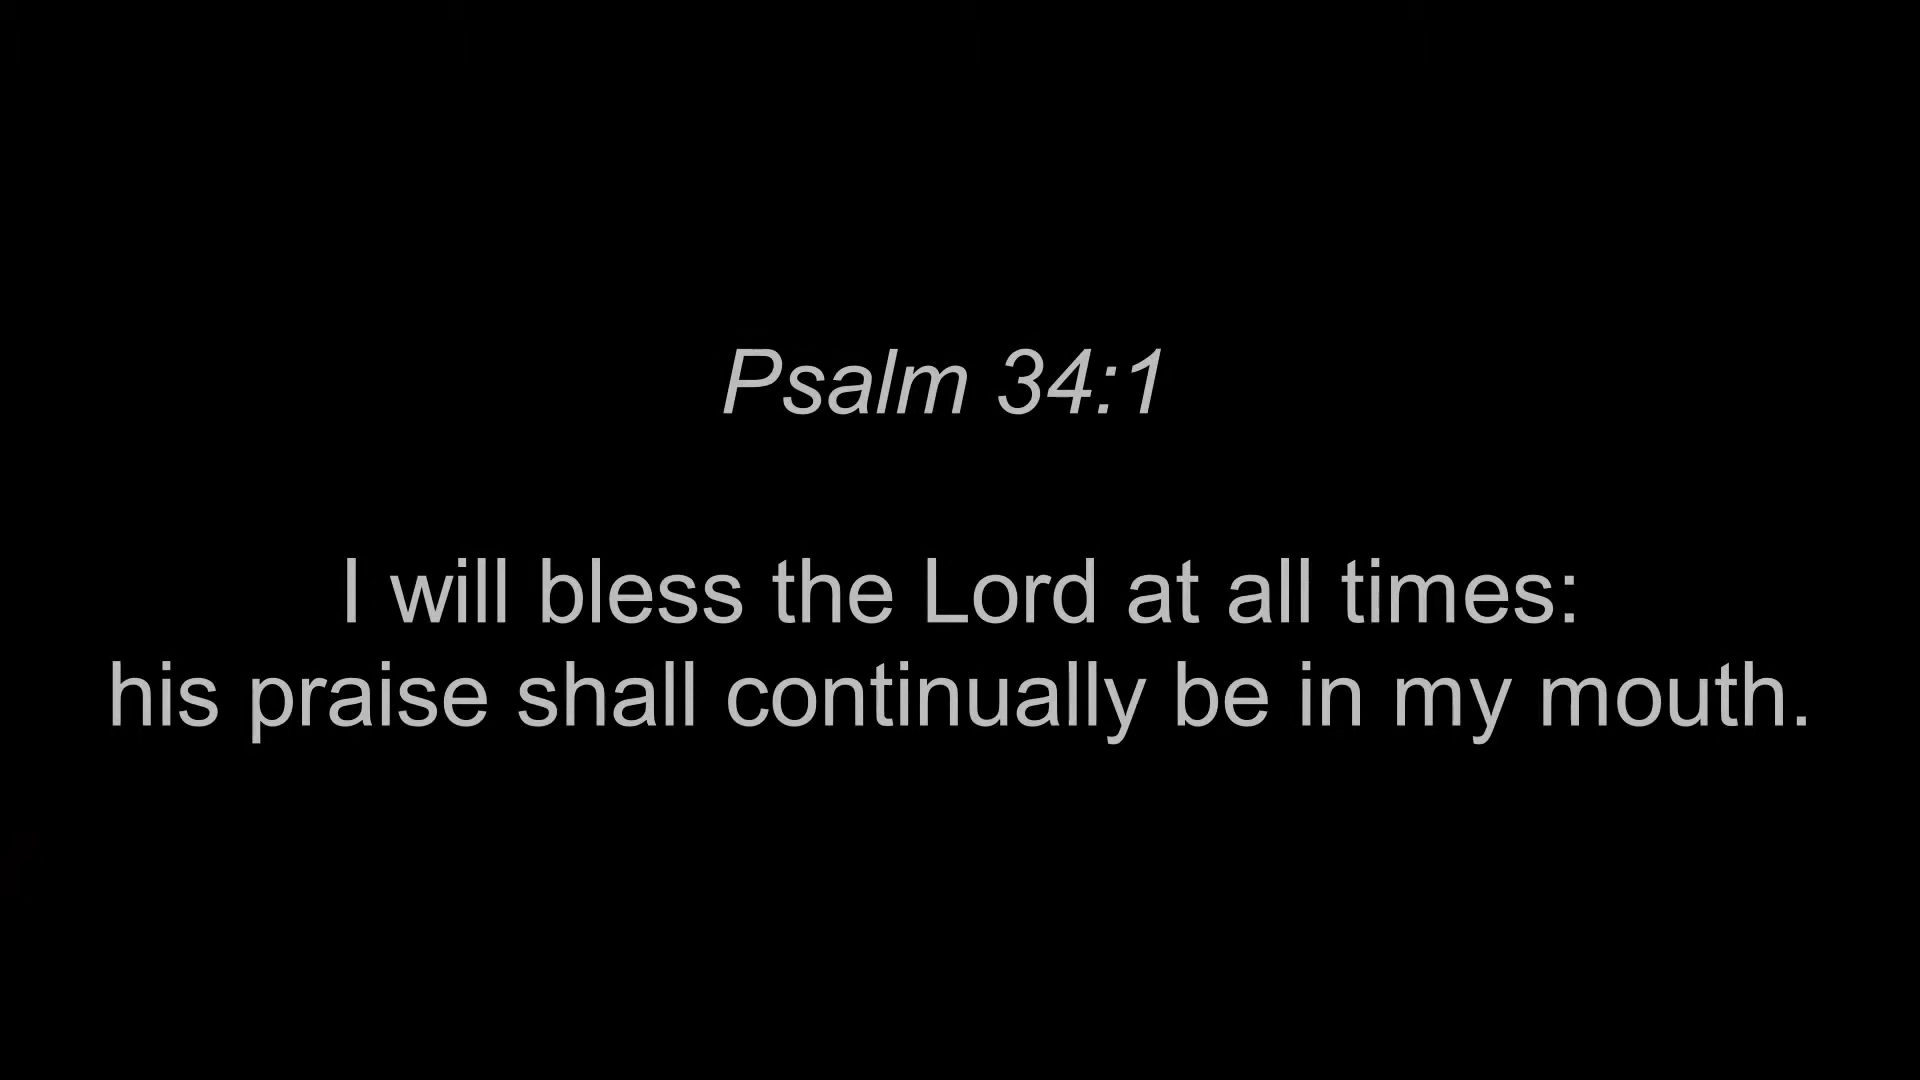 Psalm 34:1
I will bless the Lord at all times:
his praise shall continually be in my mouth.